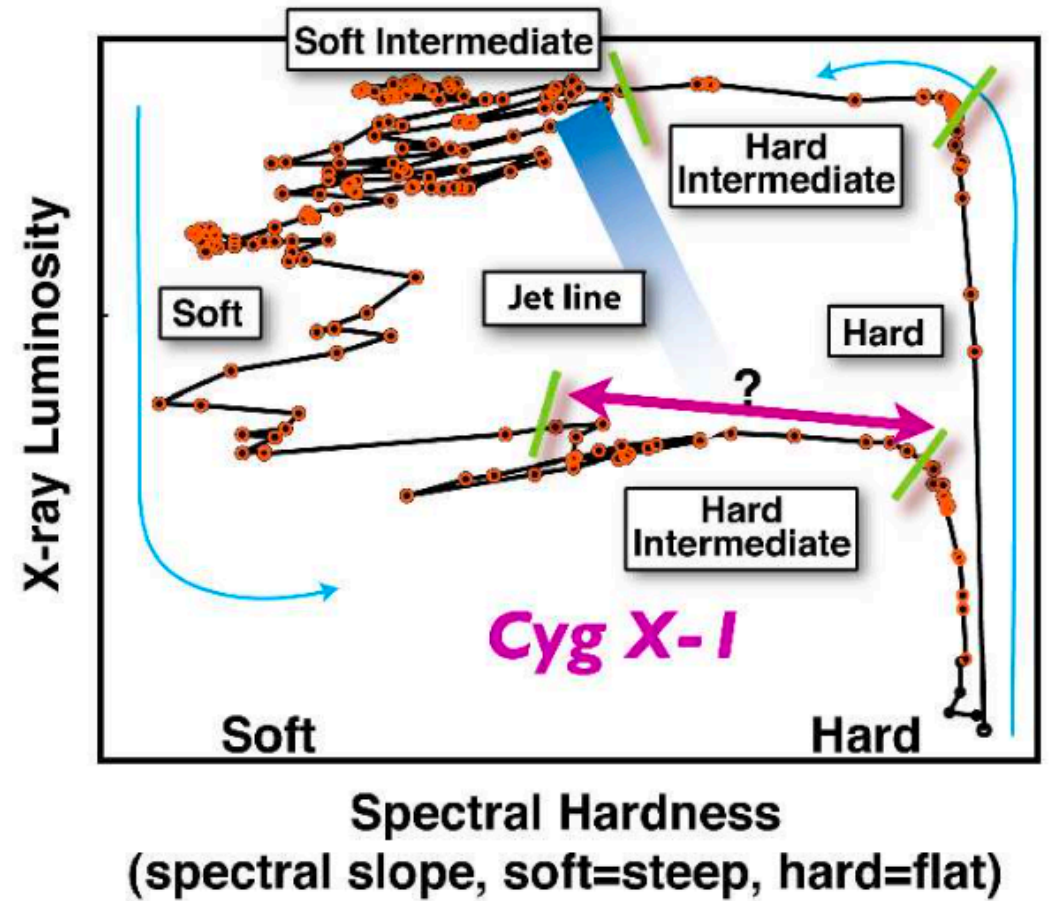 Soft Intermediate
Hard
Intermediate
Jet line
Soft
Hard
?
Hard
Intermediate
Cyg X-1
Soft
Hard
X-ray Luminosity
Spectral Hardness
(spectral slope, soft=steep, hard=flat)